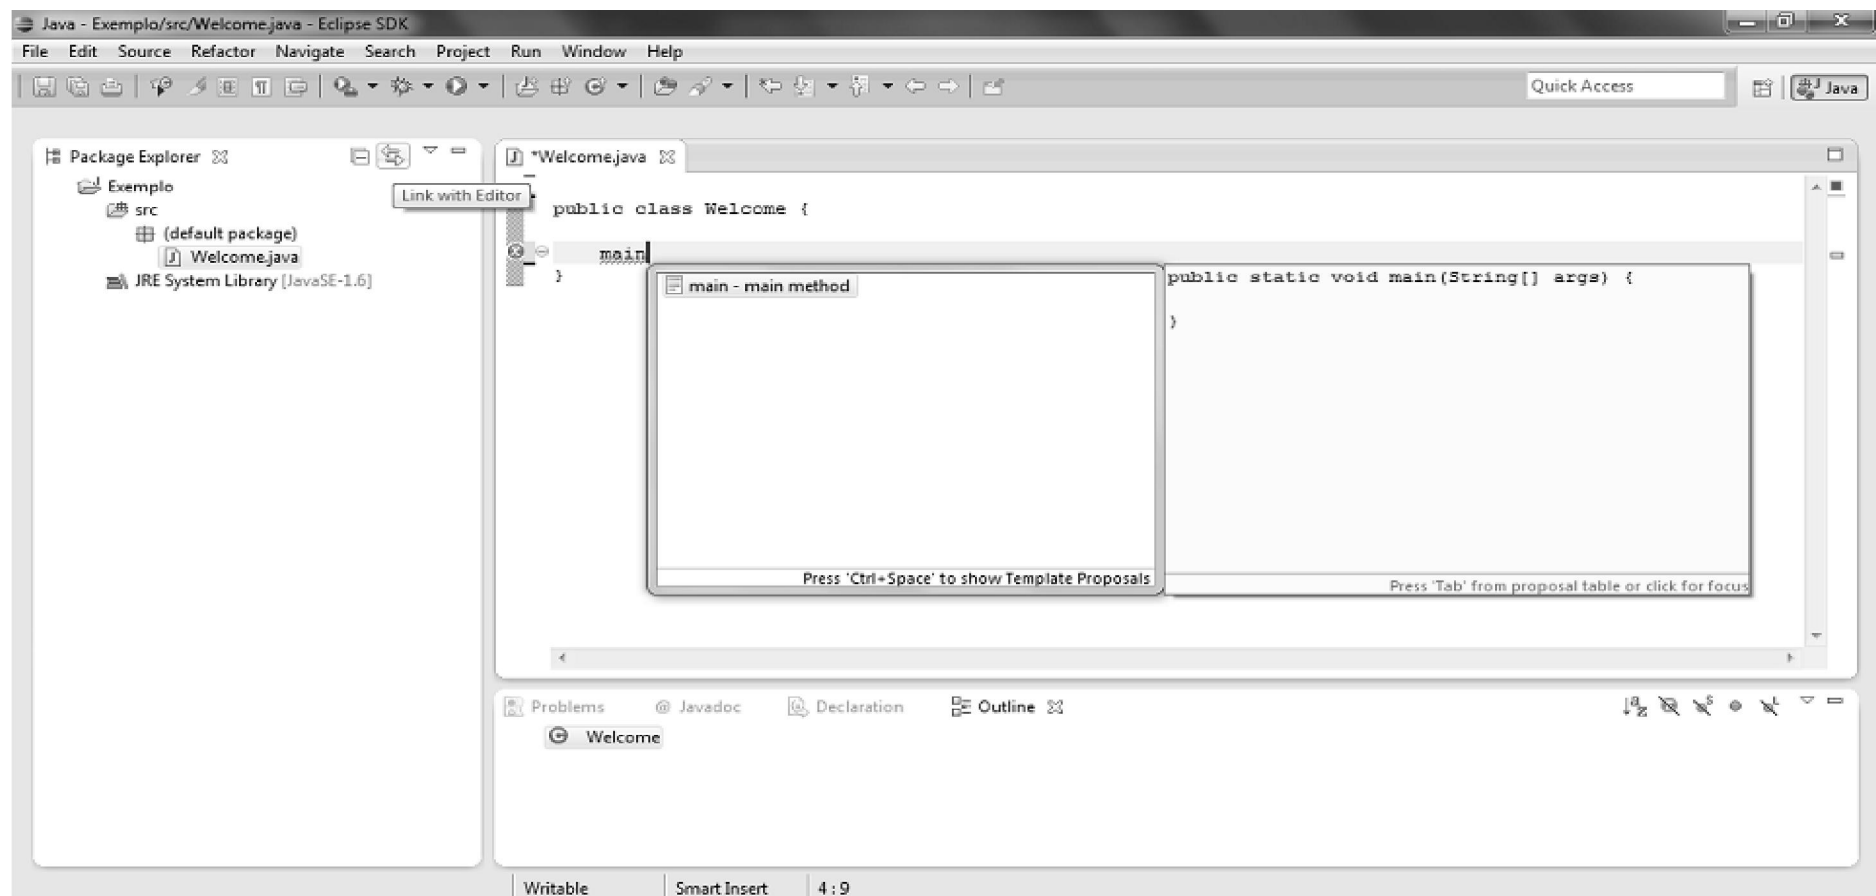 Java - Exemplo/src/Welcome.java - Eclipse SDK
File Edit Source Refactor Navigate Search Project Run Window Help
Quick Access
Java
Package Explorer
Exemplo
src
(default package)
Welcome.java
JRE System Library [JavaSE-1.6]
Link with Editor
*Welcome.java
public class Welcome {
main
}
main - main method
Press 'Ctrl+Space' to show Template Proposals
public static void main(String[] args) {
}
Press 'Tab' from proposal table or click for focus
Problems @ Javadoc Declaration Outline
Welcome
Writable Smart Insert 4 : 9